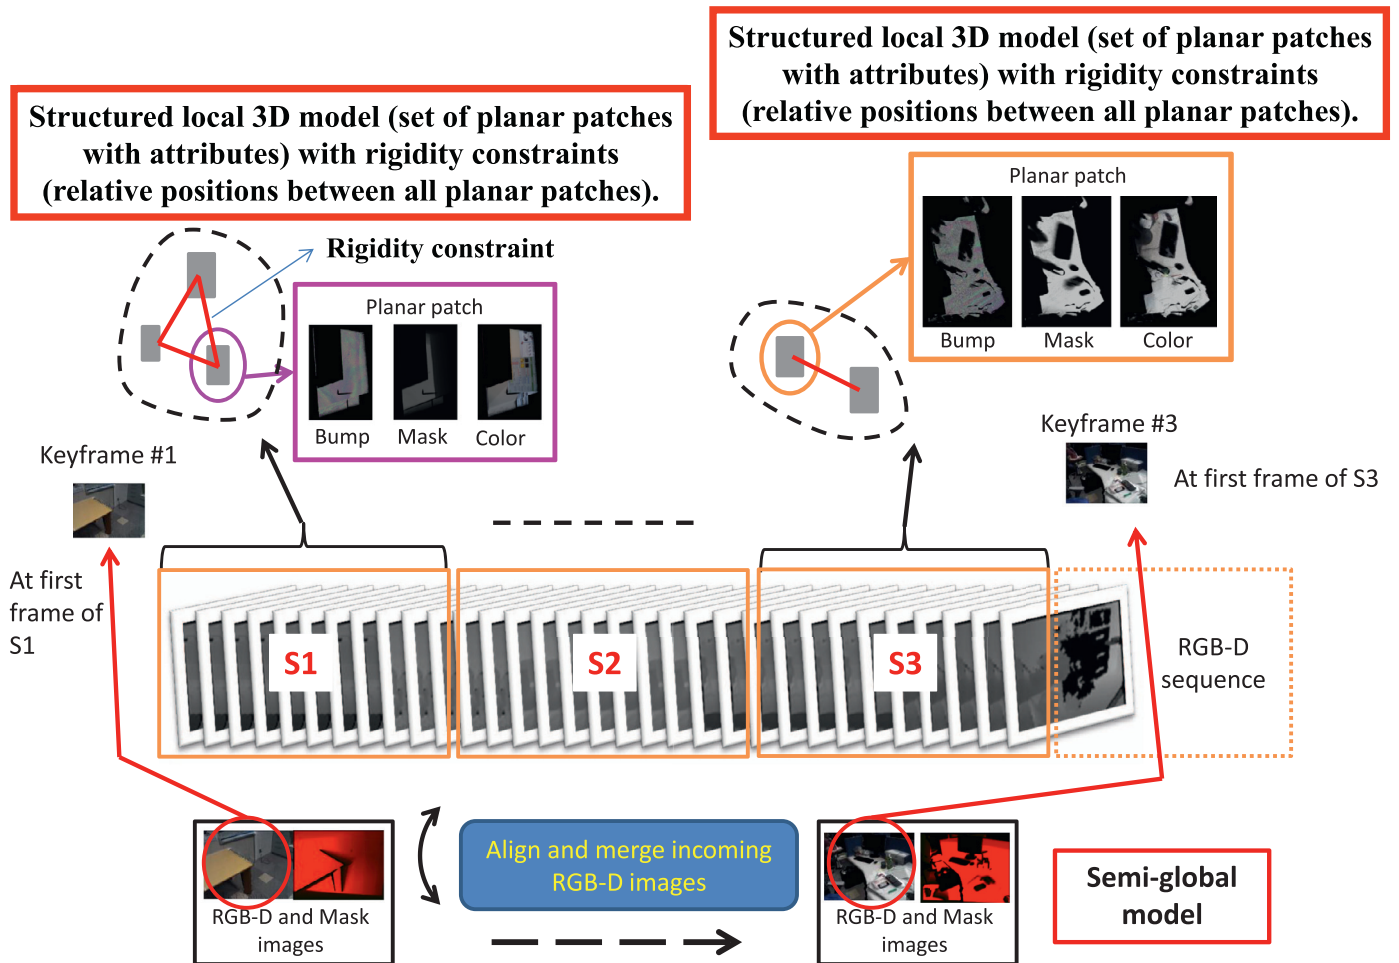 Structured local 3D model (set of planar patches
with attributes) with rigidity constraints
(relative positions between all planar patches).
Structured local 3D model (set of planar patches
with attributes) with rigidity constraints
(relative positions between all planar patches).
Rigidity constraint
Planar patch
Bump Mask Color
Planar patch
Bump Mask Color
Keyframe #1
Keyframe #3
At first frame of S3
At first
frame of
S1
S1
S2
S3
RGB-D
sequence
RGB-D and Mask
images
Align and merge incoming
RGB-D images
RGB-D and Mask
images
Semi-global
model